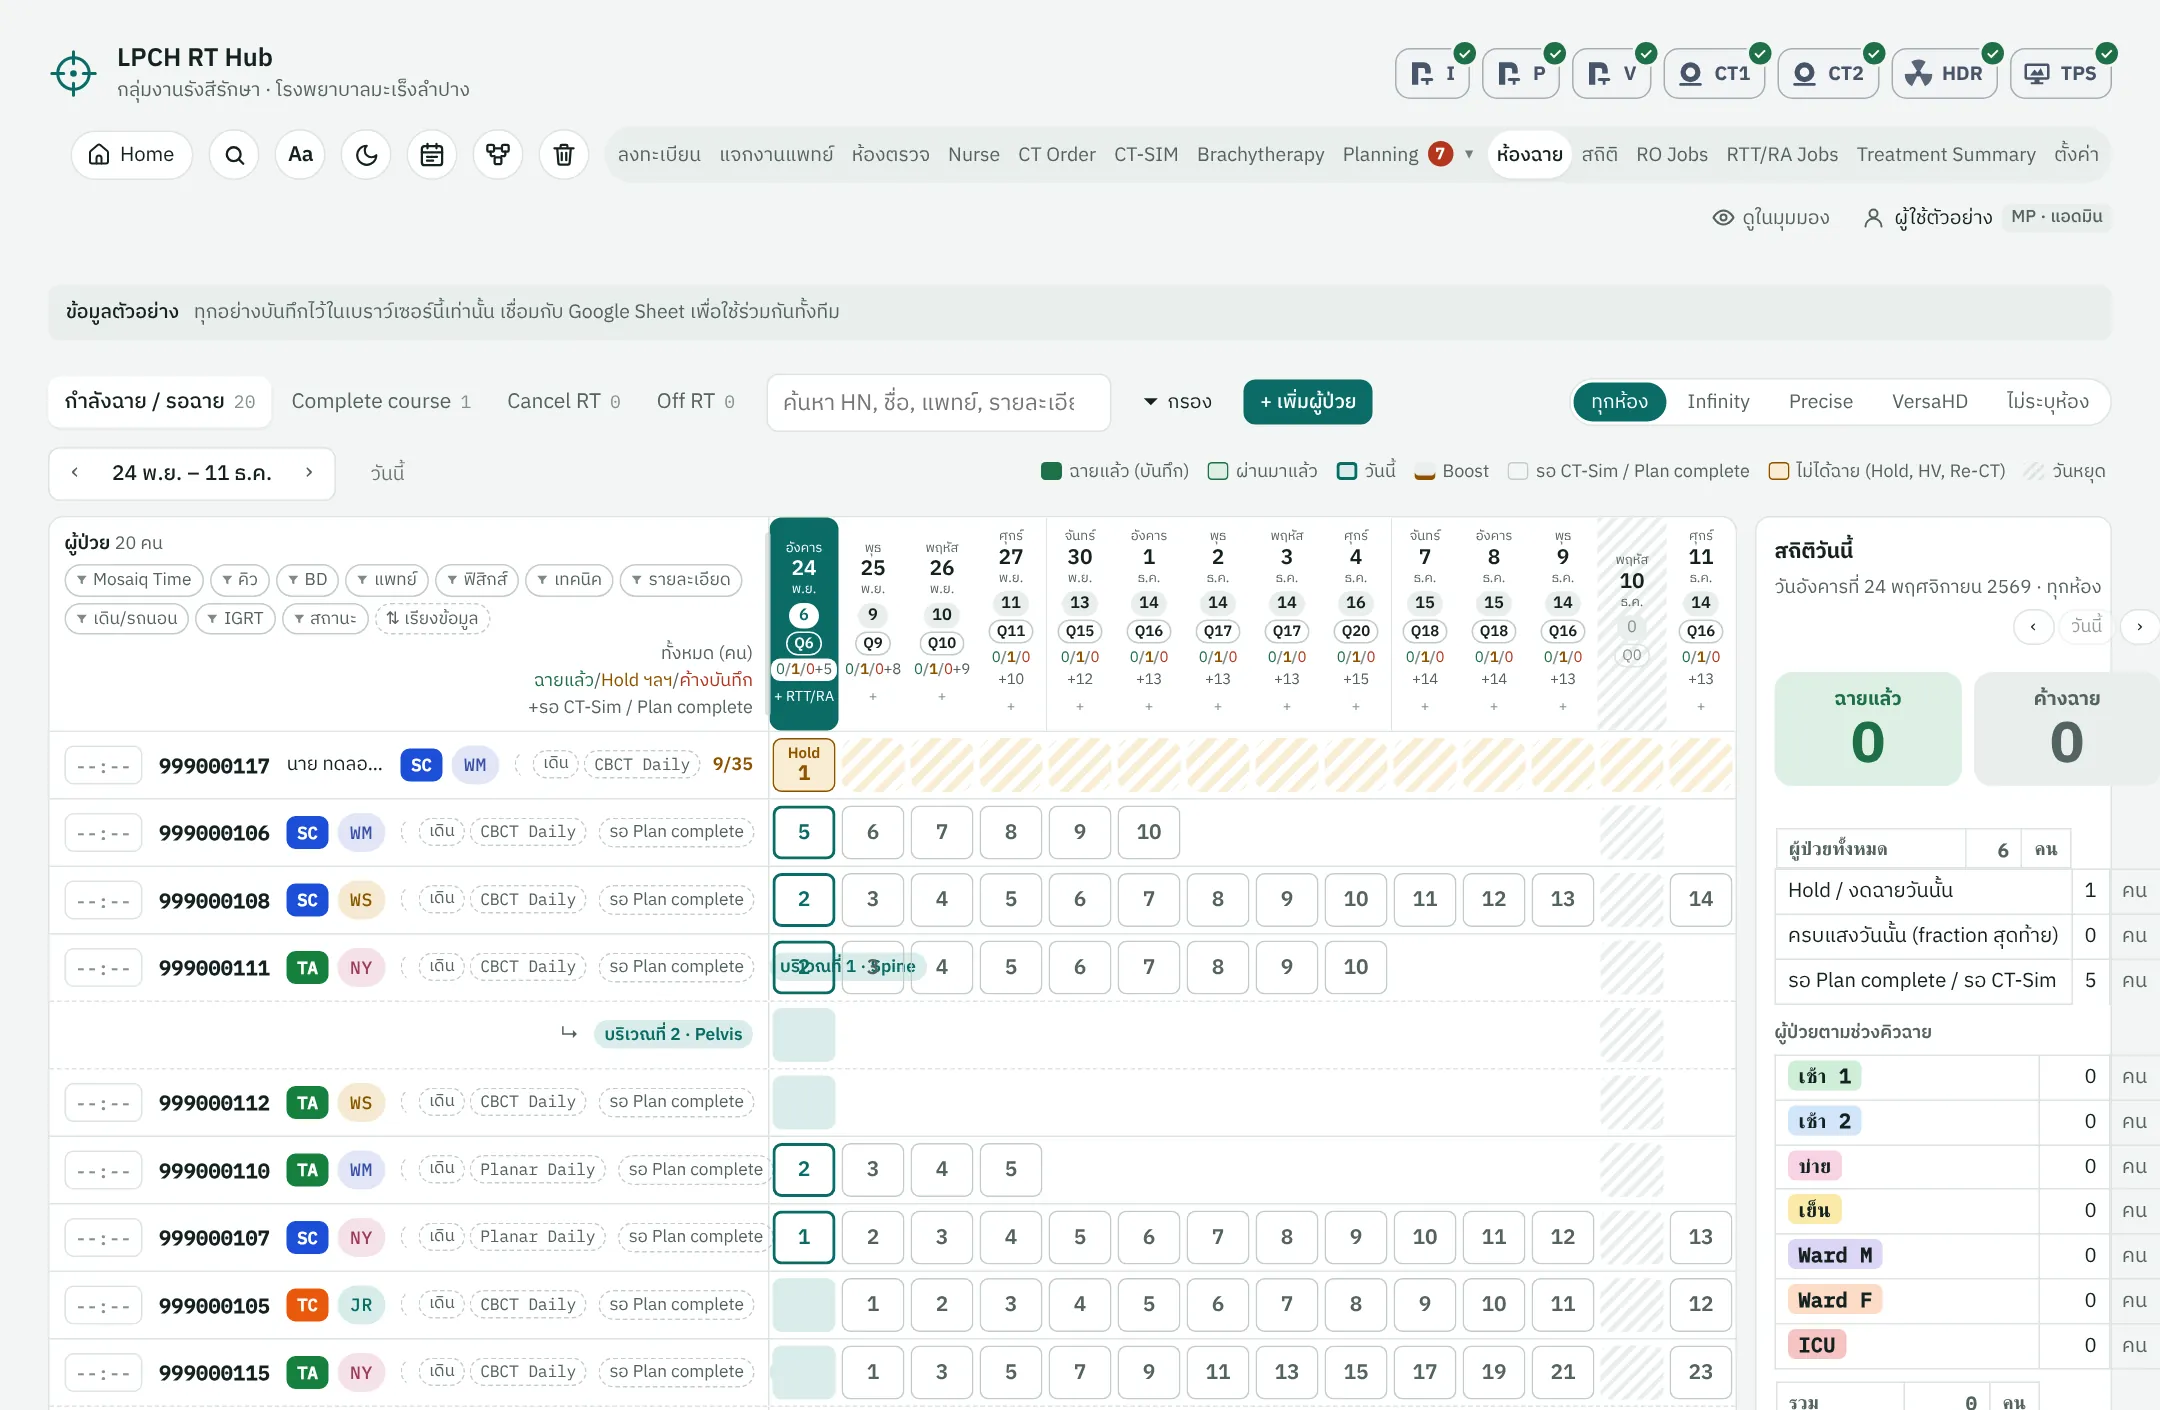 LPCH RT Hub
กลุ่มงานรังสีรักษา · โรงพยาบาลมะเร็งลำปาง
I P V CT1 CT2 HDR TPS
Home Aa ลงทะเบียน แจกงานแพทย์ ห้องตรวจ Nurse CT Order CT-SIM Brachytherapy Planning 7 ▾ ห้องฉาย สถิติ RO Jobs RTT/RA Jobs Treatment Summary ตั้งค่า
ดูในมุมมอง ผู้ใช้ตัวอย่าง MP · แอดมิน
ข้อมูลตัวอย่าง ทุกอย่างบันทึกไว้ในเบราว์เซอร์นี้เท่านั้น เชื่อมกับ Google Sheet เพื่อใช้ร่วมกันทั้งทีม
กำลังฉาย / รอฉาย 20 Complete course 1 Cancel RT 0 Off RT 0 ค้นหา HN, ชื่อ, แพทย์, รายละเอีย กรอง + เพิ่มผู้ป่วย ทุกห้อง Infinity Precise VersaHD ไม่ระบุห้อง
‹ 24 พ.ย. – 11 ธ.ค. › วันนี้ ฉายแล้ว (บันทึก) ผ่านมาแล้ว วันนี้ Boost รอ CT-Sim / Plan complete ไม่ได้ฉาย (Hold, HV, Re-CT) วันหยุด
ผู้ป่วย 20 คน
Mosaiq Time คิว BD แพทย์ ฟิสิกส์ เทคนิค รายละเอียด
เดิน/รถนอน IGRT สถานะ ⇅ เรียงข้อมูล
ทั้งหมด (คน)
ฉายแล้ว/Hold ฯลฯ/ค้างบันทึก
+รอ CT-Sim / Plan complete
อังคาร 24 พ.ย. 6 Q6 0/1/0+5 + RTT/RA
พุธ 25 พ.ย. 9 Q9 0/1/0+8 +
พฤหัส 26 พ.ย. 10 Q10 0/1/0+9 +
ศุกร์ 27 พ.ย. 11 Q11 0/1/0 +10 +
จันทร์ 30 พ.ย. 13 Q15 0/1/0 +12 +
อังคาร 1 ธ.ค. 14 Q16 0/1/0 +13 +
พุธ 2 ธ.ค. 14 Q17 0/1/0 +13 +
พฤหัส 3 ธ.ค. 14 Q17 0/1/0 +13 +
ศุกร์ 4 ธ.ค. 16 Q20 0/1/0 +15 +
จันทร์ 7 ธ.ค. 15 Q18 0/1/0 +14 +
อังคาร 8 ธ.ค. 15 Q18 0/1/0 +14 +
พุธ 9 ธ.ค. 14 Q16 0/1/0 +13 +
พฤหัส 10 ธ.ค. 0 Q0
ศุกร์ 11 ธ.ค. 14 Q16 0/1/0 +13 +
--:-- 999000117 นาย ทดลอ... SC WM เดิน CBCT Daily 9/35 Hold 1
--:-- 999000106 SC WM เดิน CBCT Daily รอ Plan complete 5 6 7 8 9 10
--:-- 999000108 SC WS เดิน CBCT Daily รอ Plan complete 2 3 4 5 6 7 8 9 10 11 12 13 14
--:-- 999000111 TA NY เดิน CBCT Daily รอ Plan complete บริเวณที่ 1 · Spine 2 3 4 5 6 7 8 9 10
↳ บริเวณที่ 2 · Pelvis
--:-- 999000112 TA WS เดิน CBCT Daily รอ Plan complete
--:-- 999000110 TA WM เดิน Planar Daily รอ Plan complete 2 3 4 5
--:-- 999000107 SC NY เดิน Planar Daily รอ Plan complete 1 2 3 4 5 6 7 8 9 10 11 12 13
--:-- 999000105 TC JR เดิน CBCT Daily รอ Plan complete 1 2 3 4 5 6 7 8 9 10 11 12
--:-- 999000115 TA NY เดิน CBCT Daily รอ Plan complete 1 3 5 7 9 11 13 15 17 19 21 23
สถิติวันนี้
วันอังคารที่ 24 พฤศจิกายน 2569 · ทุกห้อง
‹ วันนี้ ›
ฉายแล้ว 0
ค้างฉาย 0
ผู้ป่วยทั้งหมด 6 คน
Hold / งดฉายวันนั้น 1 คน
ครบแสงวันนั้น (fraction สุดท้าย) 0 คน
รอ Plan complete / รอ CT-Sim 5 คน
ผู้ป่วยตามช่วงคิวฉาย
เช้า 1 0 คน
เช้า 2 0 คน
บ่าย 0 คน
เย็น 0 คน
Ward M 0 คน
Ward F 0 คน
ICU 0 คน
รวม 0 คน